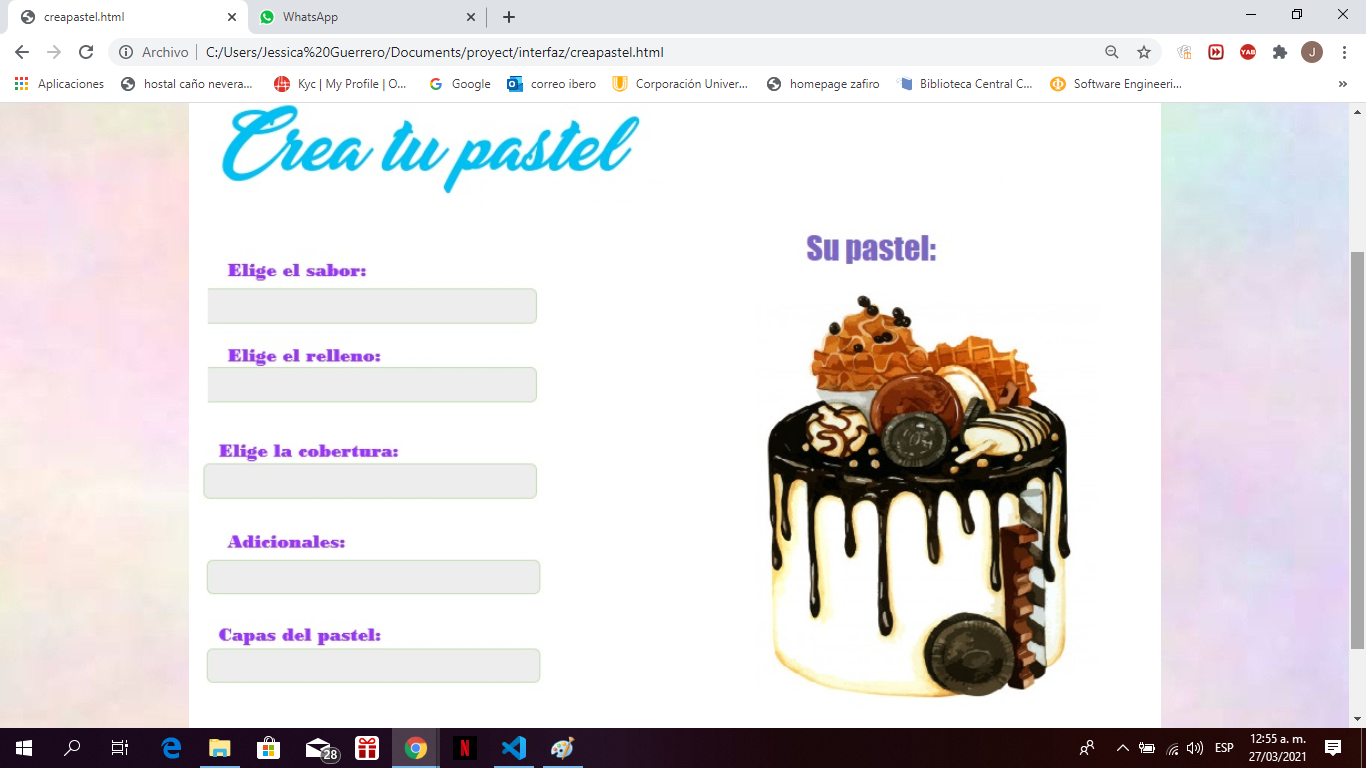 creapastel.html
WhatsApp
Archivo
C:/Users/Jessica%20Guerrero/Documents/proyect/interfaz/creapastel.html
YAB
J
Aplicaciones
hostal caño nevera...
Kyc | My Profile | O...
Google
correo ibero
Corporación Univer...
homepage zafiro
Biblioteca Central C...
Software Engineeri...
»
Crea tu pastel
Su pastel:
Elige el sabor:
Elige el relleno:
Elige la cobertura:
Adicionales:
Capas del pastel:
28
N
ESP
12:55 a. m.
27/03/2021